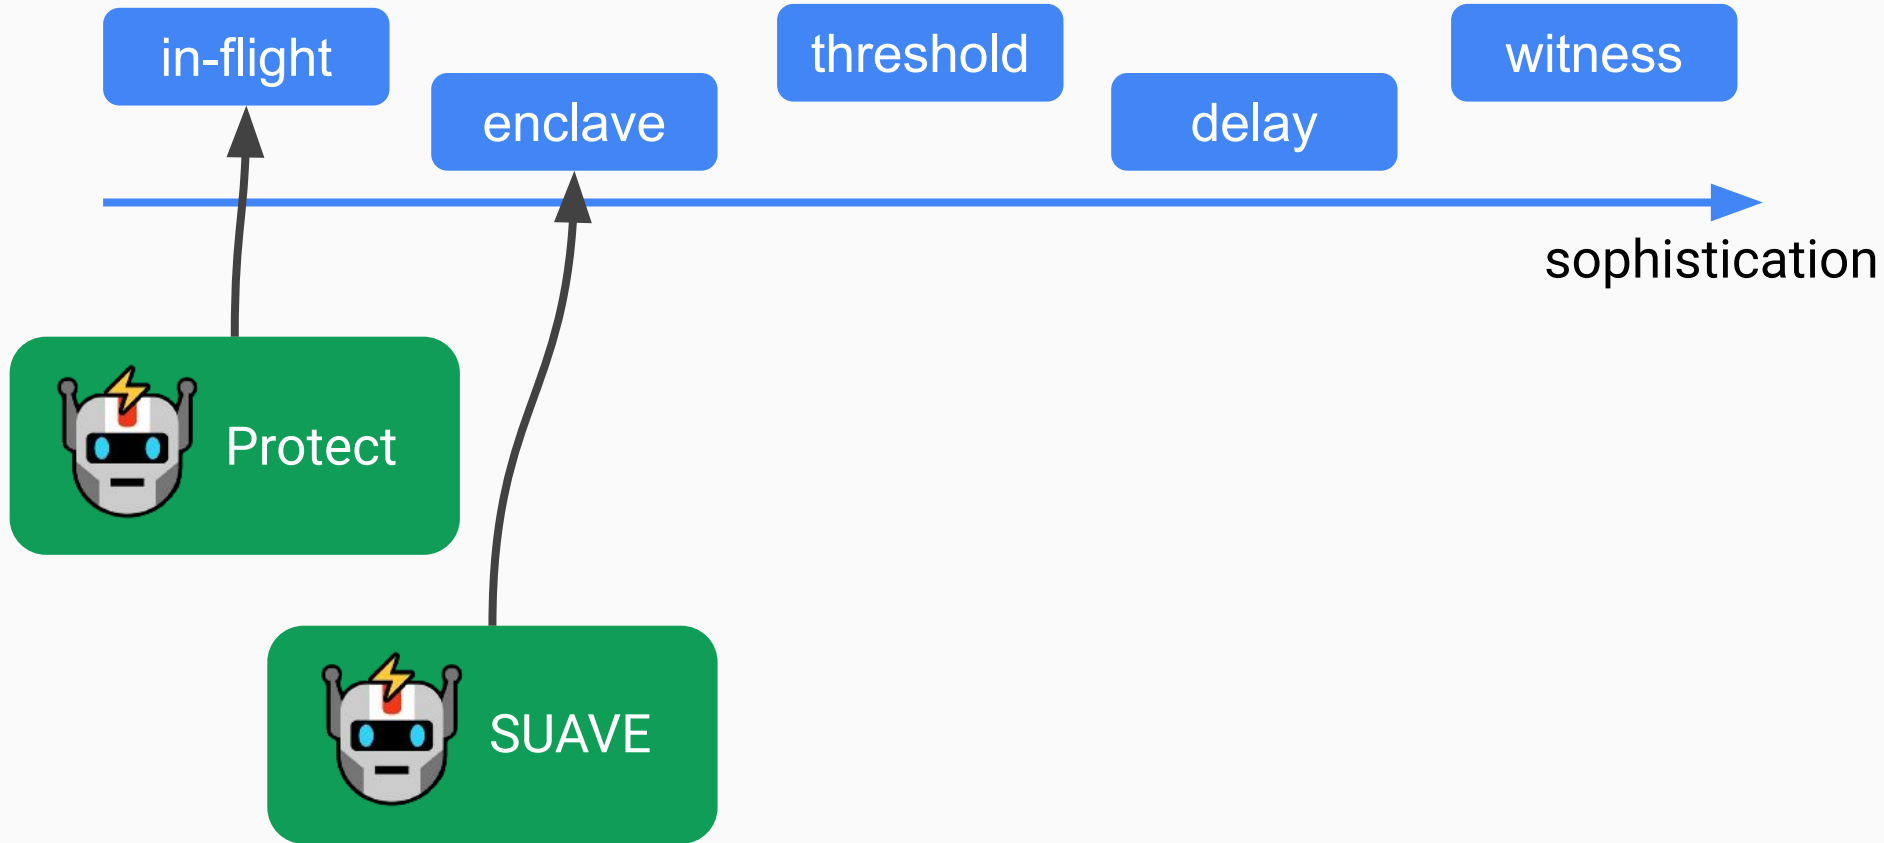 in-flight
enclave
threshold
delay
witness
sophistication
Protect
SUAVE